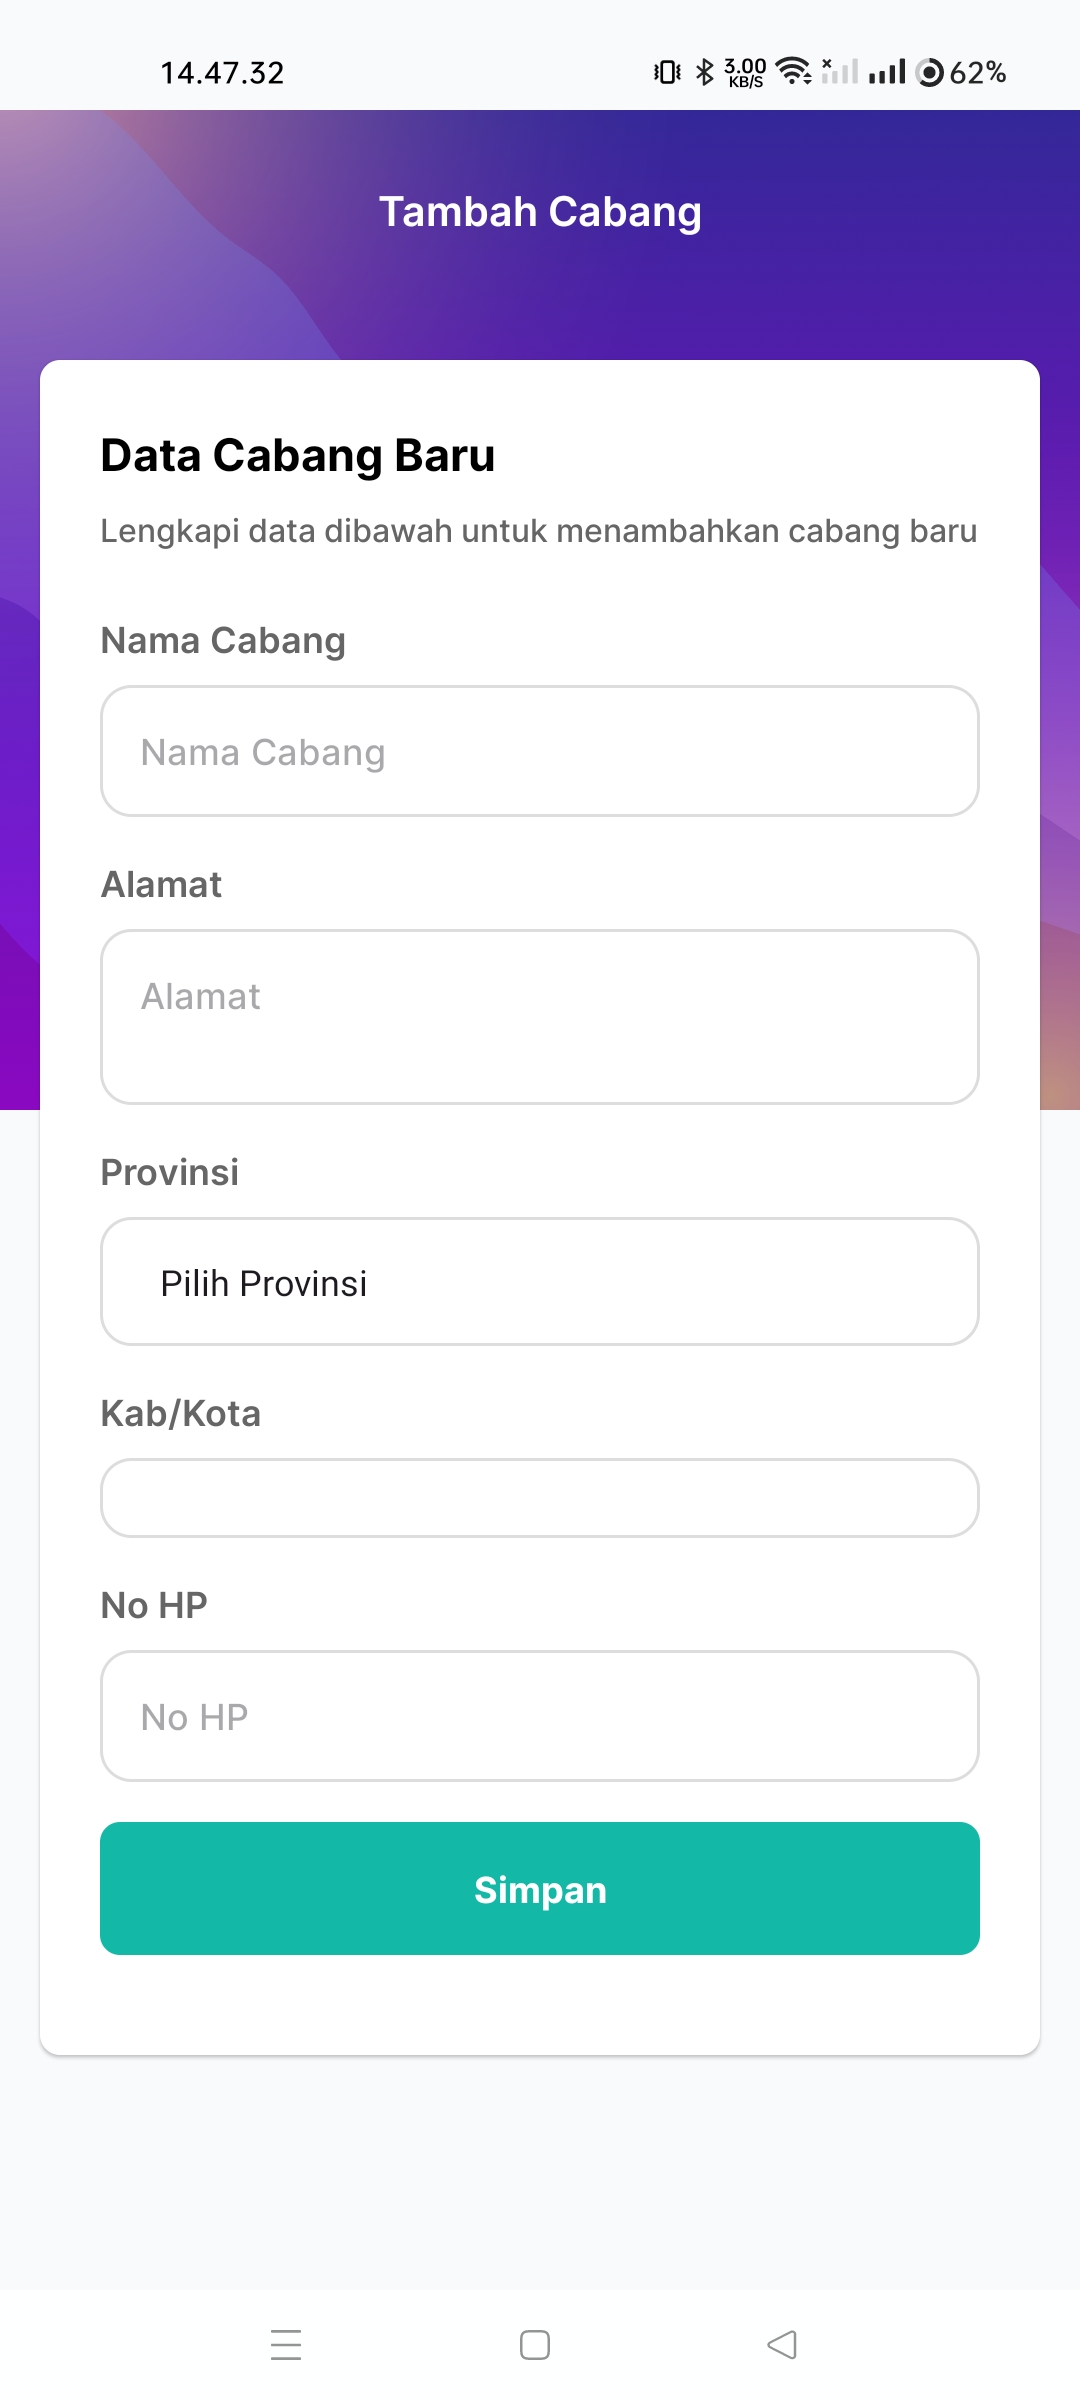 14.47.32
3.00 KB/S
62%
Tambah Cabang
Data Cabang Baru
Lengkapi data dibawah untuk menambahkan cabang baru
Nama Cabang
Nama Cabang
Alamat
Alamat
Provinsi
Pilih Provinsi
Kab/Kota
No HP
No HP
Simpan